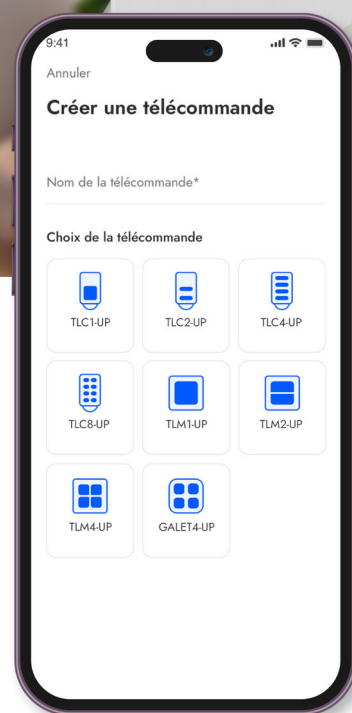 9:41
Annuler
Créer une télécommande
Nom de la télécommande*
Choix de la télécommande
TLC1-UP
TLC2-UP
TLC4-UP
TLC8-UP
TLM1-UP
TLM2-UP
TLM4-UP
GALET4-UP